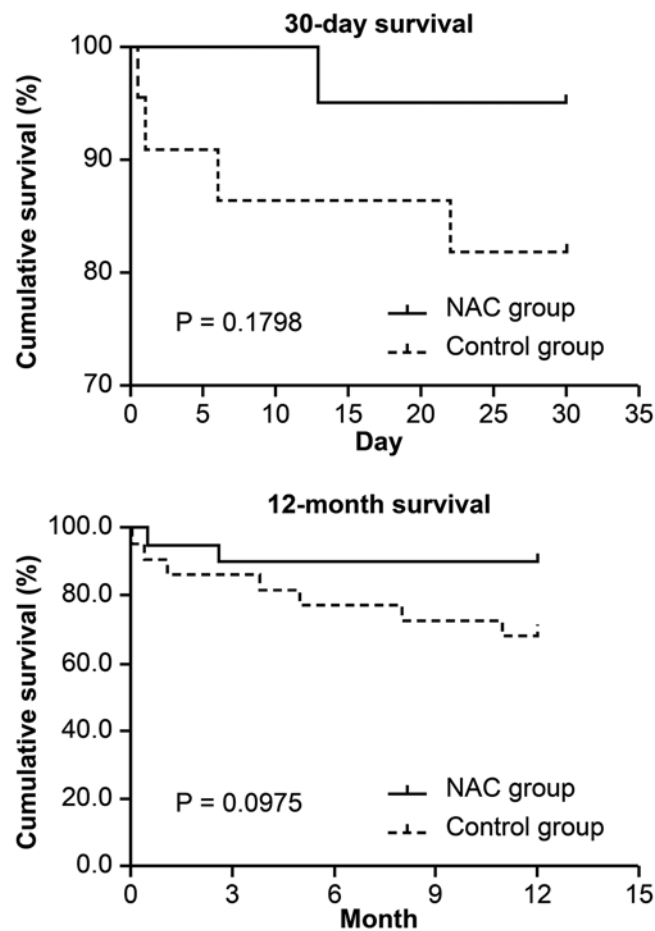 30-day survival
100
90
80
70
Cumulative survival (%)
P = 0.1798
NAC group
Control group
0 5 10 15 20 25 30 35
Day
12-month survival
100.0
80.0
60.0
40.0
20.0
0.0
Cumulative survival (%)
P = 0.0975
NAC group
Control group
0 3 6 9 12 15
Month